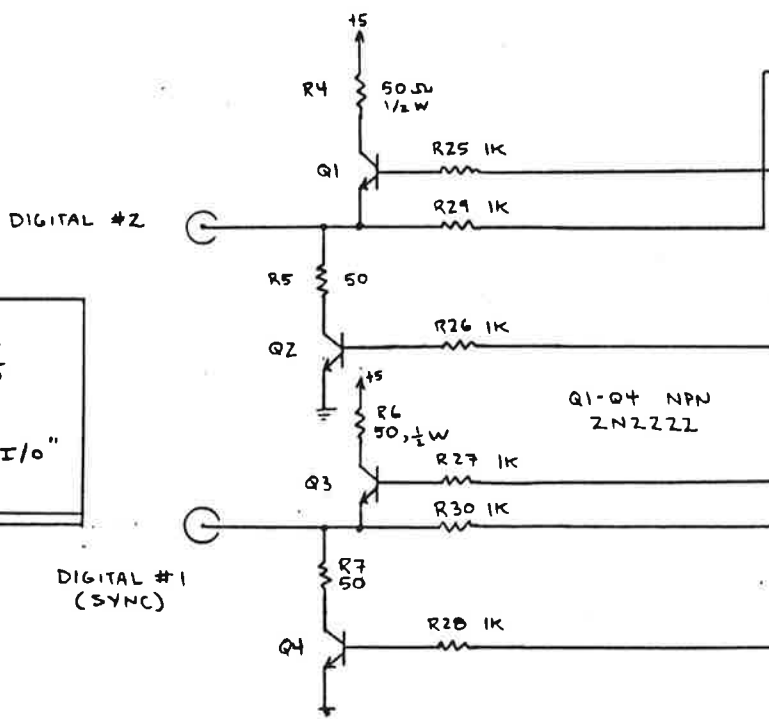 +5
R4 50Ω
1/2 W
Q1
R25 1K
R29 1K
DIGITAL #2
R5 50
Q2
R26 1K
+5
R6
50, ½W
Q1-Q4 NPN
2N2222
I/O"
Q3
R27 1K
R30 1K
DIGITAL #1
(SYNC)
R7
50
Q4
R28 1K